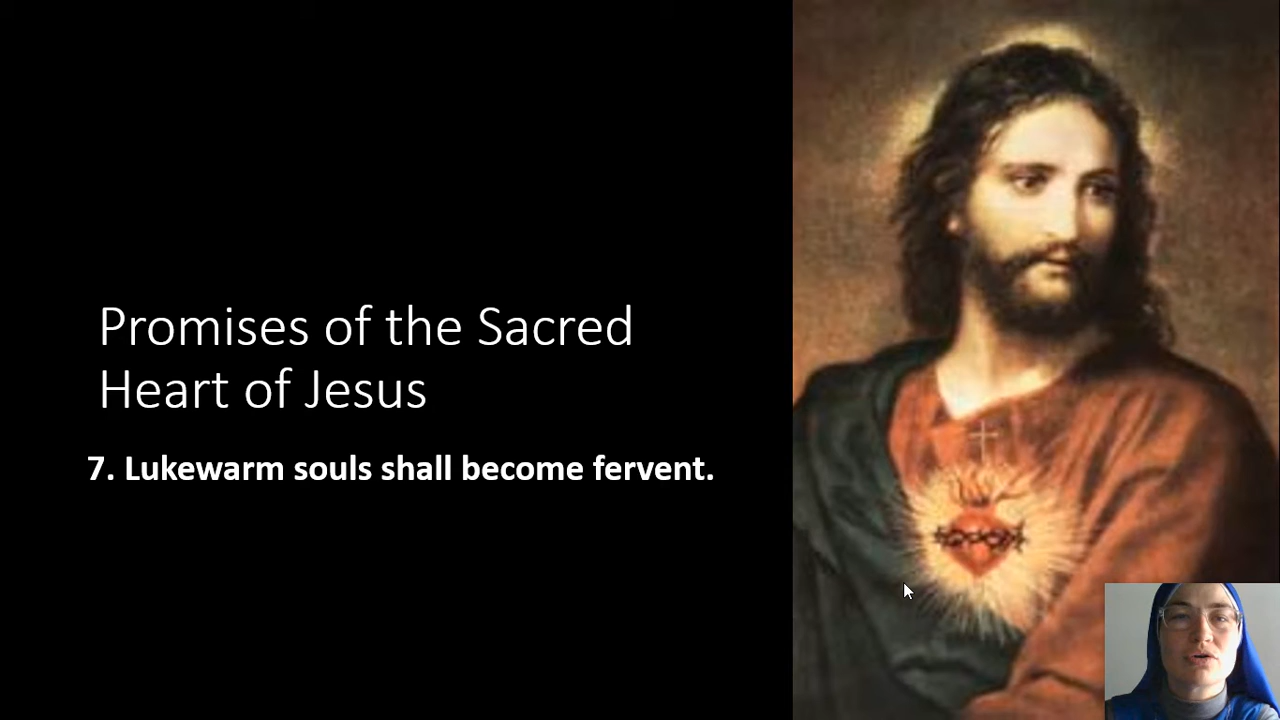 Promises of the Sacred
Heart of Jesus
7. Lukewarm souls shall become fervent.